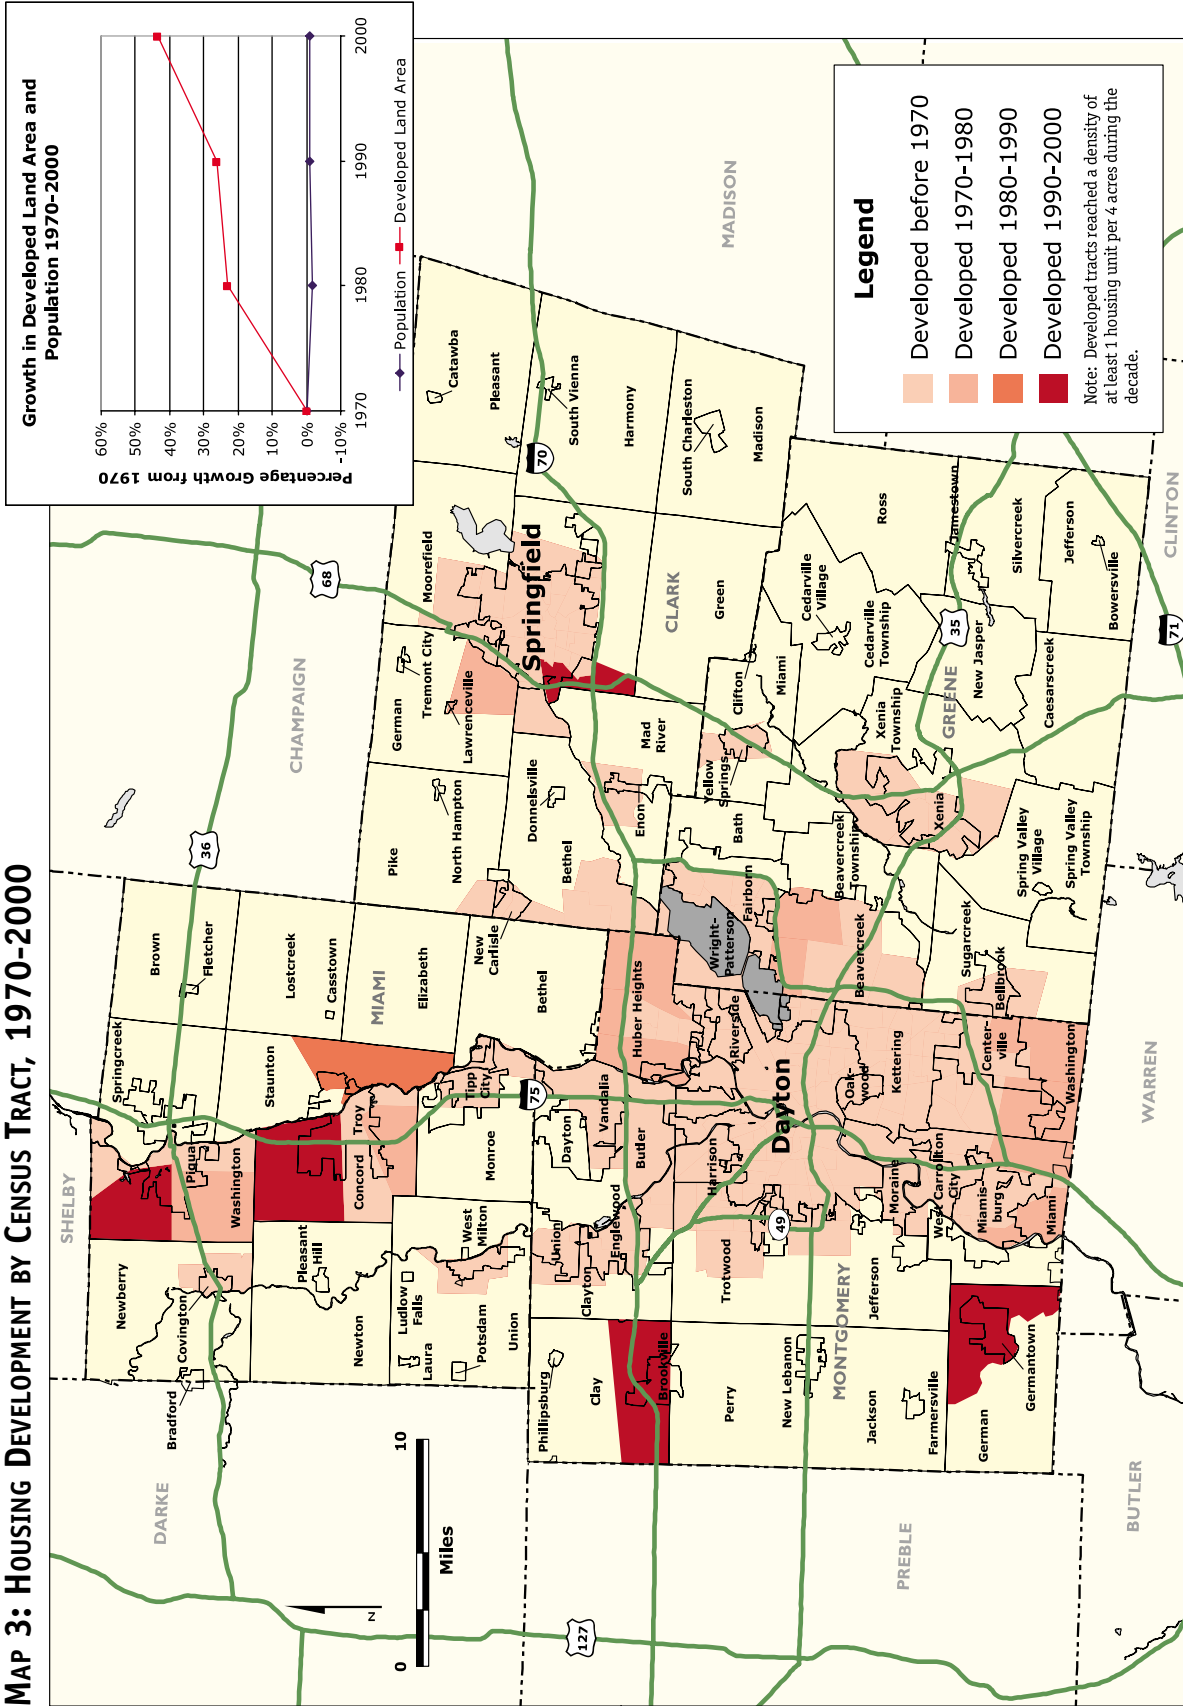 MAP 3: HOUSING DEVELOPMENT BY CENSUS TRACT, 1970-2000
Growth in Developed Land Area and
Population 1970-2000
Percentage Growth from 1970
60%
50%
40%
30%
20%
10%
0%
-10%
1970
1980
1990
2000
Population
Developed Land Area
SHELBY
CHAMPAIGN
DARKE
MIAMI
CLARK
MADISON
MONTGOMERY
GREENE
PREBLE
BUTLER
WARREN
CLINTON
36
68
70
75
49
35
71
127
Newberry
Covington
Bradford
Piqua
Washington
Springcreek
Brown
Fletcher
Lostcreek
Casstown
Staunton
Troy
Concord
Pleasant
Hill
Newton
Ludlow
Falls
Laura
Potsdam
Union
West
Milton
Monroe
Tipp
City
Elizabeth
Bethel
New
Carlisle
Pike
North Hampton
German
Tremont City
Lawrenceville
Moorefield
Springfield
Donnelsville
Bethel
Catawba
Pleasant
South Vienna
Harmony
South Charleston
Madison
Green
Mad
River
Enon
Phillipsburg
Clay
Brookville
Clayton
Union
Englewood
Dayton
Vandalia
Butler
Huber Heights
Wright-
Patterson
Fairborn
Bath
Yellow
Springs
Clifton
Miami
Cedarville
Village
Cedarville
Township
Ross
Perry
Trotwood
Harrison
Dayton
Riverside
Beavercreek
Beavercreek
Township
Xenia
Xenia
Township
New Jasper
Jamestown
Silvercreek
Jefferson
Bowersville
Caesarscreek
New Lebanon
Jackson
Farmersville
Jefferson
Moraine
Oak-
wood
Kettering
West Carrollton
City
Miamis-
burg
Miami
Center-
ville
Washington
Sugarcreek
Bellbrook
Spring Valley
Village
Spring Valley
Township
German
Germantown
N
0
10
Miles
Legend
Developed before 1970
Developed 1970-1980
Developed 1980-1990
Developed 1990-2000
Note: Developed tracts reached a density of
at least 1 housing unit per 4 acres during the
decade.